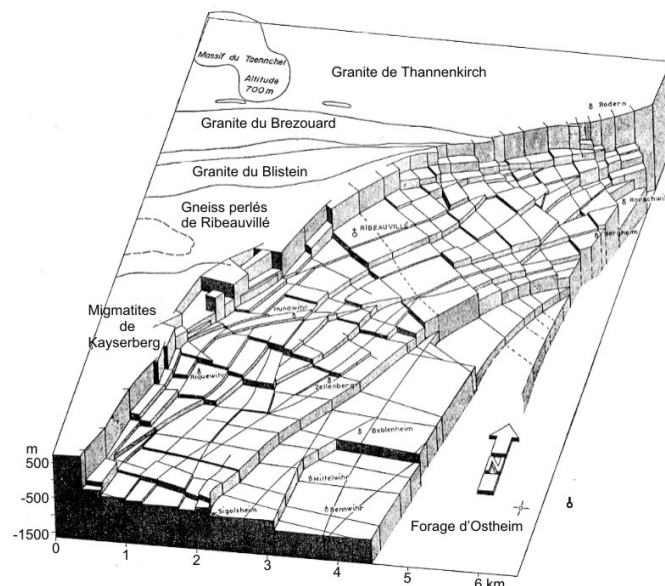 Massif du Taennchel
Altitude
700 m
Granite de Thannenkirch
Rodern
Granite du Brezouard
Granite du Blistein
Gneiss perlés
de Ribeauvillé
RIBEAUVILLÉ
Rorschwihr
Bergheim
Migmatites
de
Kayserberg
Hunawihr
Riquewihr
Zellenberg
Beblenheim
Mittelwihr
Bennwihr
Sigolsheim
N
Forage d'Ostheim
m
500
-500
-1500
0
1
2
3
4
5
6 km